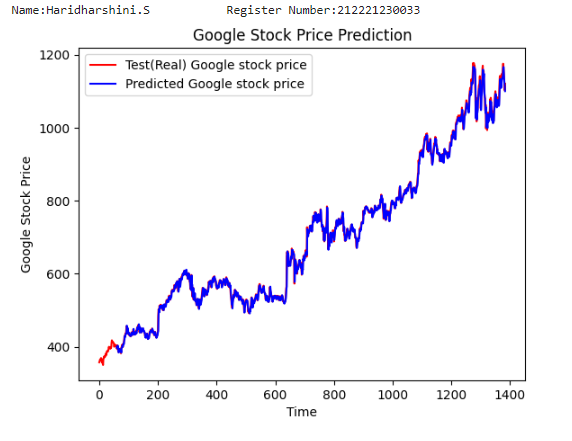 Name:Haridharshini.S Register Number:212221230033
Google Stock Price Prediction
Test(Real) Google stock price
Predicted Google stock price
Google Stock Price
1200
1000
800
600
400
0 200 400 600 800 1000 1200 1400
Time